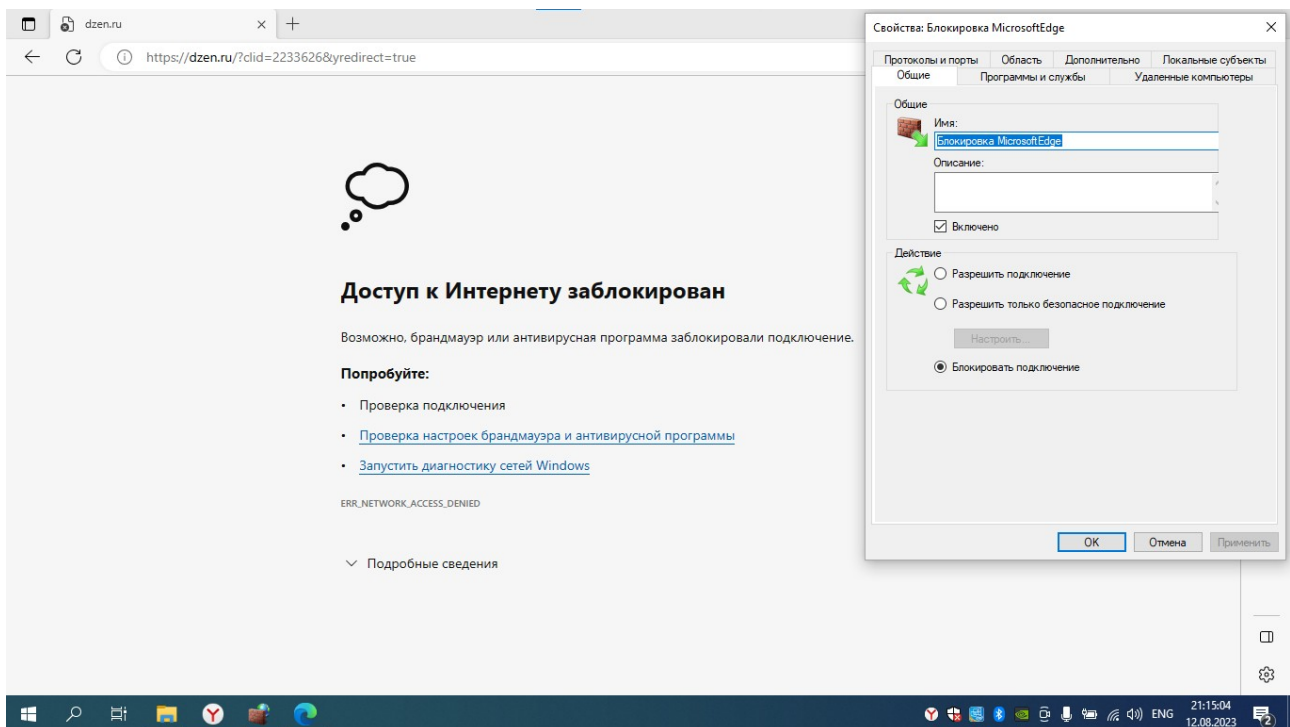 dzen.ru
https://dzen.ru/?clid=2233626&yredirect=true
Доступ к Интернету заблокирован
Возможно, брандмауэр или антивирусная программа заблокировали подключение.
Попробуйте:
• Проверка подключения
• Проверка настроек брандмауэра и антивирусной программы
• Запустить диагностику сетей Windows
ERR_NETWORK_ACCESS_DENIED
Подробные сведения
Свойства: Блокировка MicrosoftEdge
Протоколы и порты Область Дополнительно Локальные субъекты
Общие Программы и службы Удаленные компьютеры
Общие
Имя:
Блокировка MicrosoftEdge
Описание:
Включено
Действие
Разрешить подключение
Разрешить только безопасное подключение
Настроить...
Блокировать подключение
OK Отмена Применить
ENG
21:15:04
12.08.2023
2